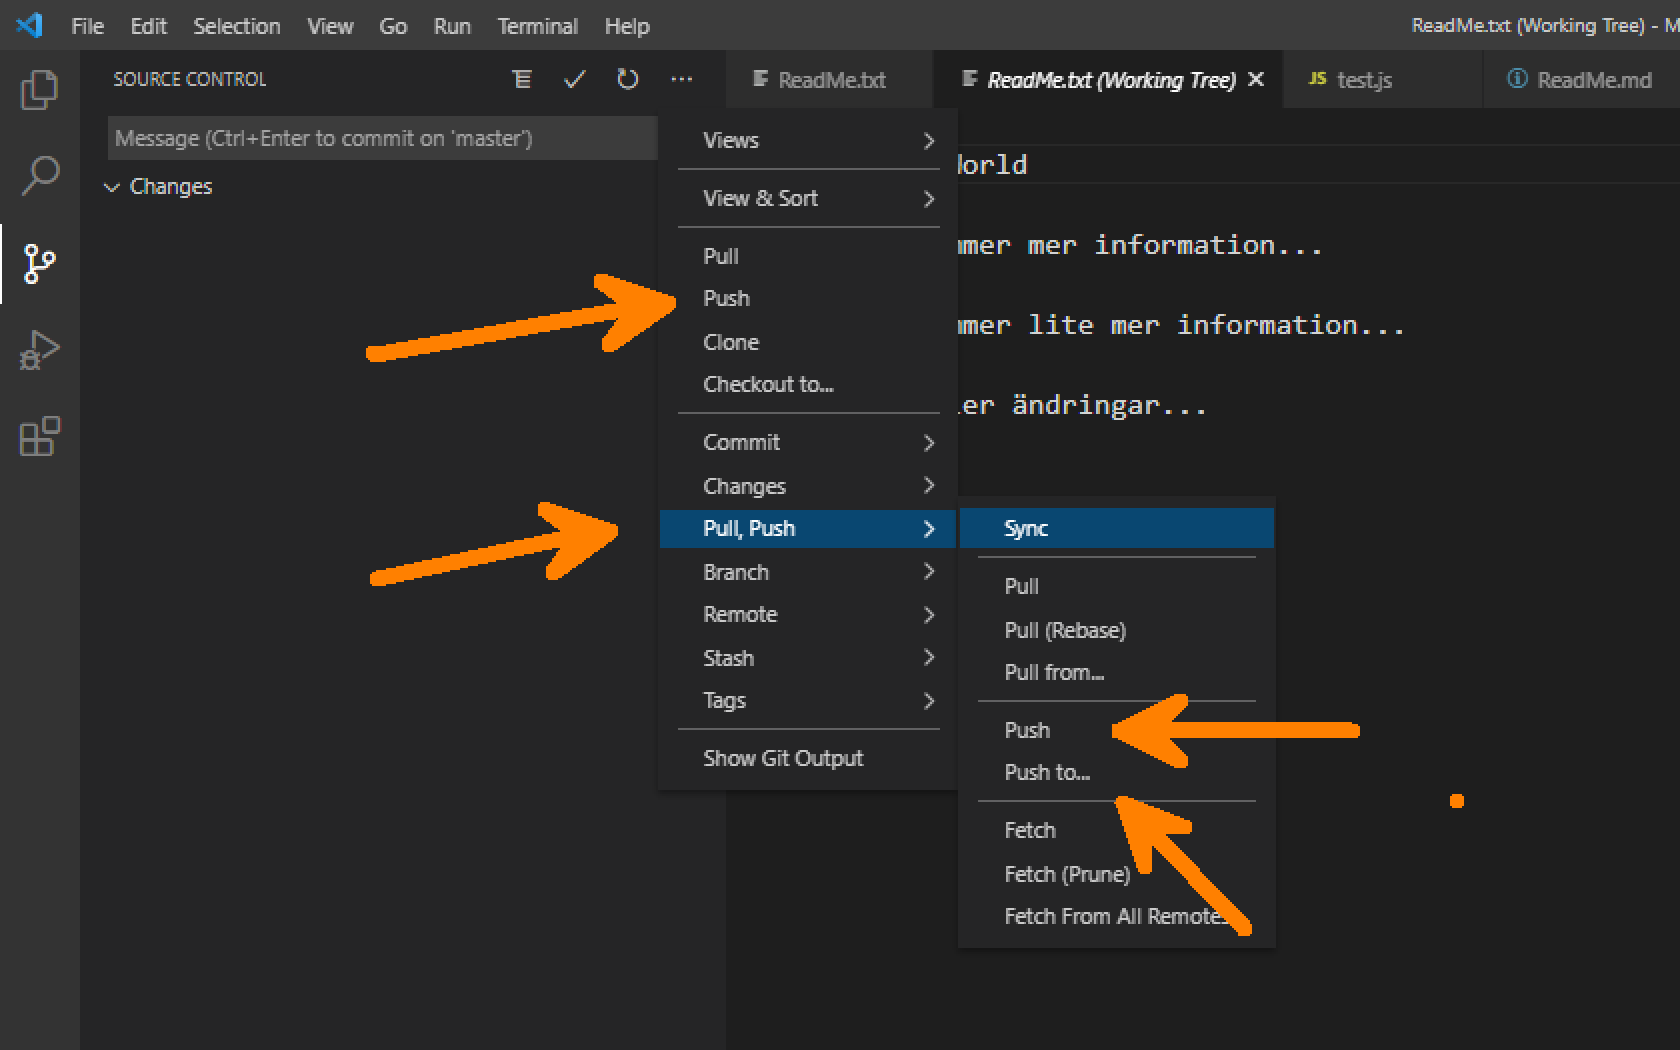 File Edit Selection View Go Run Terminal Help
ReadMe.txt (Working Tree) - M
SOURCE CONTROL
ReadMe.txt
ReadMe.txt (Working Tree)
JS test.js
ReadMe.md
Message (Ctrl+Enter to commit on 'master')
Changes
Views
View & Sort
Pull
Push
Clone
Checkout to...
Commit
Changes
Pull, Push
Branch
Remote
Stash
Tags
Show Git Output
Sync
Pull
Pull (Rebase)
Pull from...
Push
Push to...
Fetch
Fetch (Prune)
Fetch From All Remotes
orld
mer mer information...
mer lite mer information...
er ändringar...